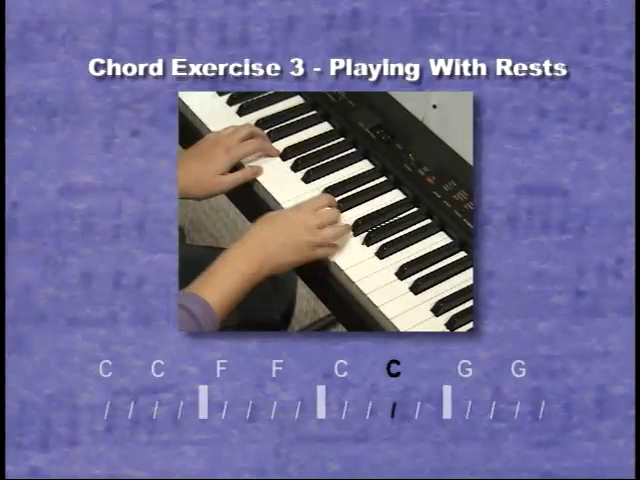 Chord Exercise 3 - Playing With Rests
C C F F C C G G
/ / / / | / / / / | / / / / | / / / /